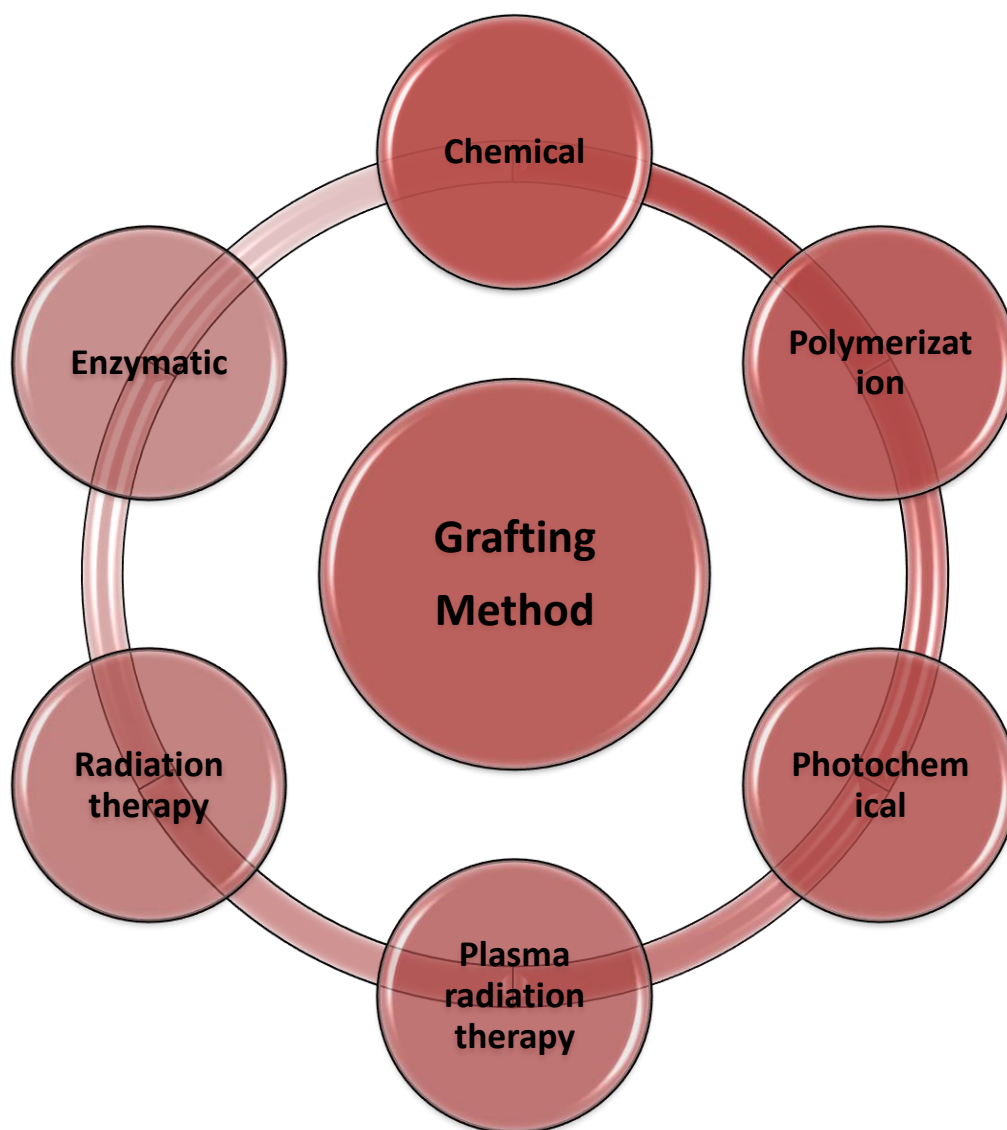 Chemical
Polymerizat
ion
Photochem
ical
Plasma
radiation
therapy
Radiation
therapy
Enzymatic
Grafting
Method